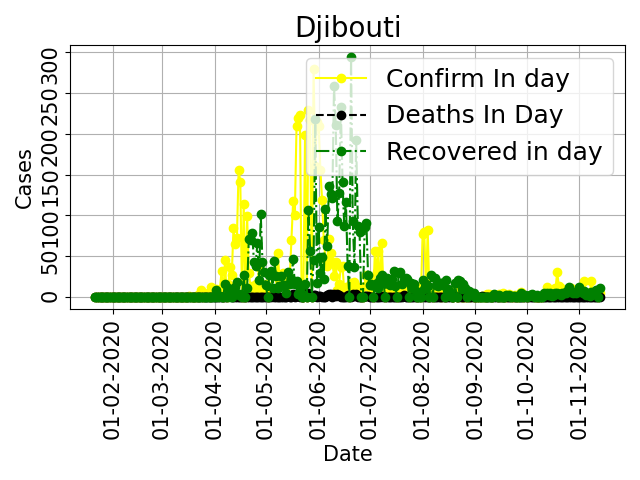 Djibouti
Confirm In day
Deaths In Day
Recovered in day
Cases
300
250
200
150
100
50
0
01-02-2020
01-03-2020
01-04-2020
01-05-2020
01-06-2020
01-07-2020
01-08-2020
01-09-2020
01-10-2020
01-11-2020
Date